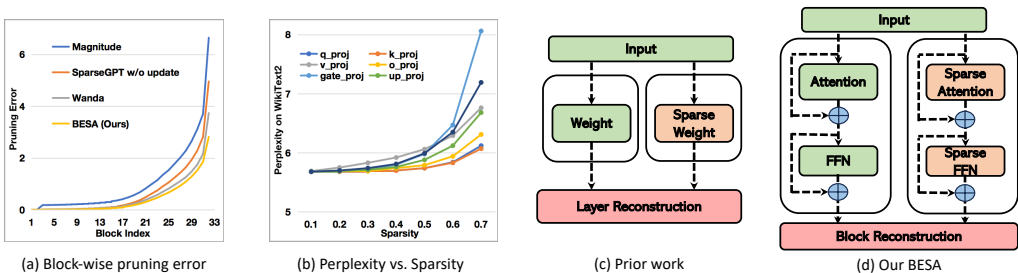 Magnitude
SparseGPT w/o update
Wanda
BESA (Ours)
Pruning Error
6
4
2
0
1 5 9 13 17 21 25 29 33
Block Index
(a) Block-wise pruning error
8
7
6
5
Perplexity on WikiText2
q_proj k_proj
v_proj o_proj
gate_proj up_proj
0.1 0.2 0.3 0.4 0.5 0.6 0.7
Sparsity
(b) Perplexity vs. Sparsity
Input
Weight
Sparse
Weight
Layer Reconstruction
(c) Prior work
Input
Attention
Sparse
Attention
FFN
Sparse
FFN
Block Reconstruction
(d) Our BESA